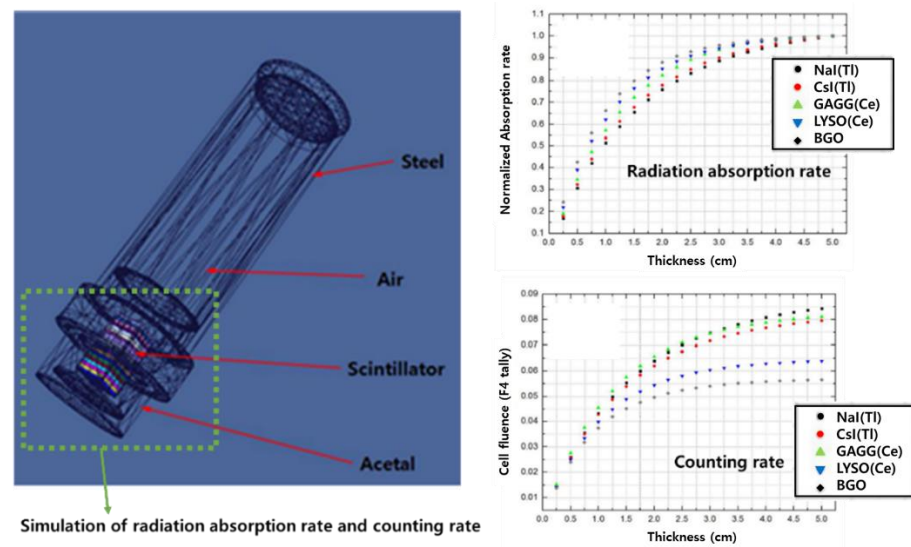 Steel
Air
Scintillator
Acetal
Simulation of radiation absorption rate and counting rate
Normalized Absorption rate
1.1
1.0
0.9
0.8
0.7
0.6
0.5
0.4
0.3
0.2
0.1
NaI(Tl)
CsI(Tl)
GAGG(Ce)
LYSO(Ce)
BGO
Radiation absorption rate
0.0 0.5 1.0 1.5 2.0 2.5 3.0 3.5 4.0 4.5 5.0
Thickness (cm)
Cell fluence (F4 tally)
0.09
0.08
0.07
0.06
0.05
0.04
0.03
0.02
0.01
NaI(Tl)
CsI(Tl)
GAGG(Ce)
LYSO(Ce)
BGO
Counting rate
0.0 0.5 1.0 1.5 2.0 2.5 3.0 3.5 4.0 4.5 5.0
Thickness (cm)